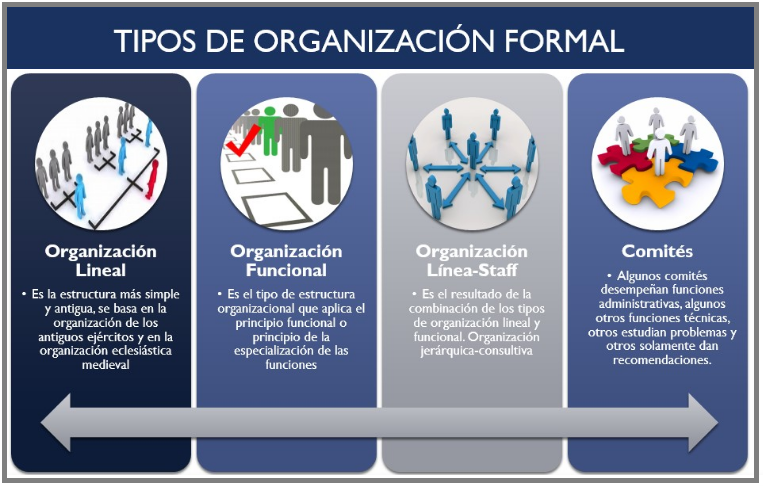 TIPOS DE ORGANIZACIÓN FORMAL
Organización
Lineal
• Es la estructura más simple
y antigua, se basa en la
organización de los
antiguos ejércitos y en la
organización eclesiástica
medieval
Organización
Funcional
• Es el tipo de estructura
organizacional que aplica el
principio funcional o
principio de la
especialización de las
funciones
Organización
Línea-Staff
• Es el resultado de la
combinación de los tipos
de organización lineal y
funcional. Organización
jerárquica-consultiva
Comités
• Algunos comités
desempeñan funciones
administrativas, algunos
otros funciones técnicas,
otros estudian problemas y
otros solamente dan
recomendaciones.